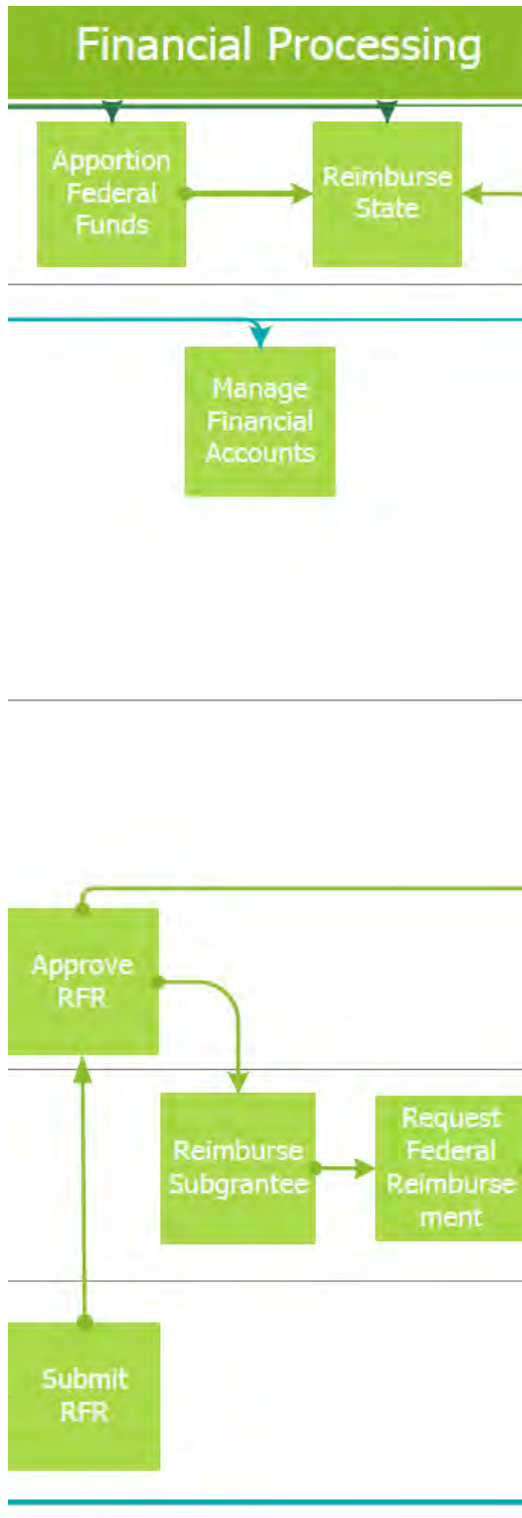 Financial Processing
Apportion
Federal
Funds
Reimburse
State
Manage
Financial
Accounts
Approve
RFR
Reimburse
Subgrantee
Request
Federal
Reimburse
ment
Submit
RFR